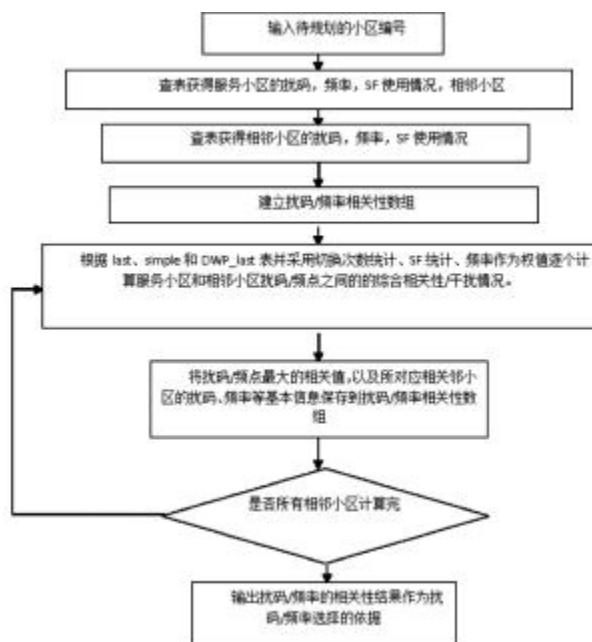 输入待规划的小区编号
查表获得服务小区的扰码，频率，SF 使用情况，相邻小区
查表获得相邻小区的扰码，频率，SF 使用情况
建立扰码/频率相关性数组
根据 last、simple 和 DWP_last 表并采用切换次数统计、SF 统计、频率作为权值逐个计
算服务小区和相邻小区扰码/频点之间的的综合相关性/干扰情况。
将扰码/频点最大的相关值，以及所对应相关邻小
区的扰码、频率等基本信息保存到扰码/频率相关性数
组
是否所有相邻小区计算完
输出扰码/频率的相关性结果作为扰
码/频率选择的依据